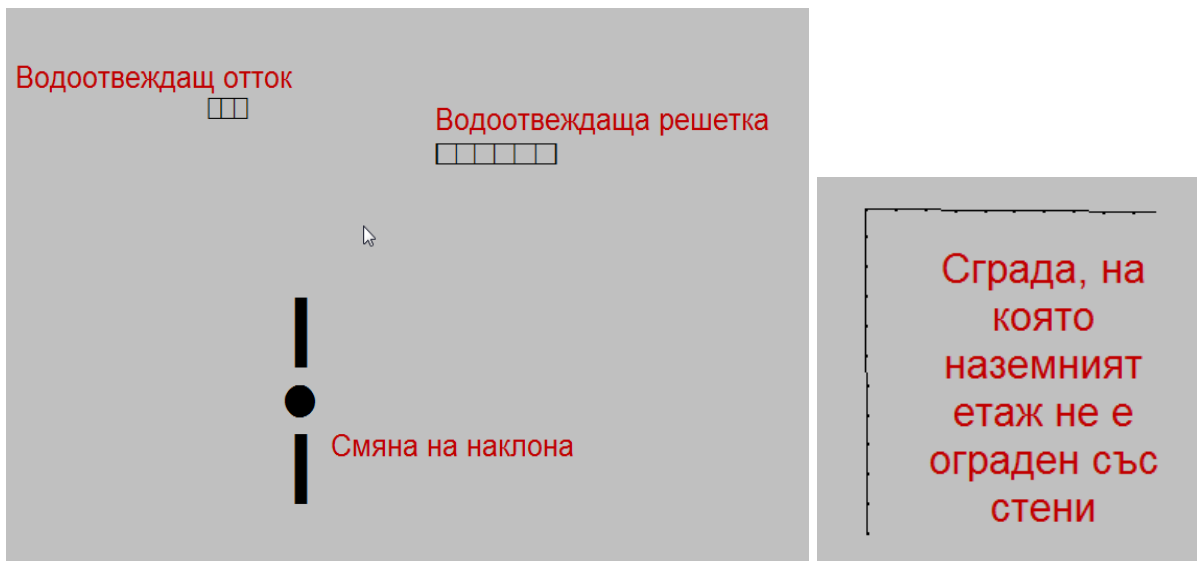 Водоотвеждащ отток
Водоотвеждаща решетка
Смяна на наклона
Сграда, на
която
наземният
етаж не е
ограден със
стени